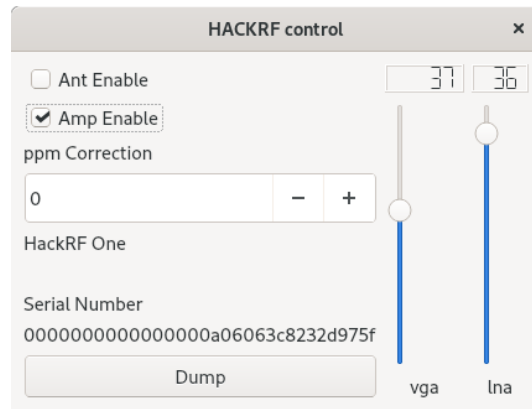 HACKRF control
Ant Enable
37 36
Amp Enable
ppm Correction
0
HackRF One
Serial Number
0000000000000000a06063c8232d975f
Dump
vga lna